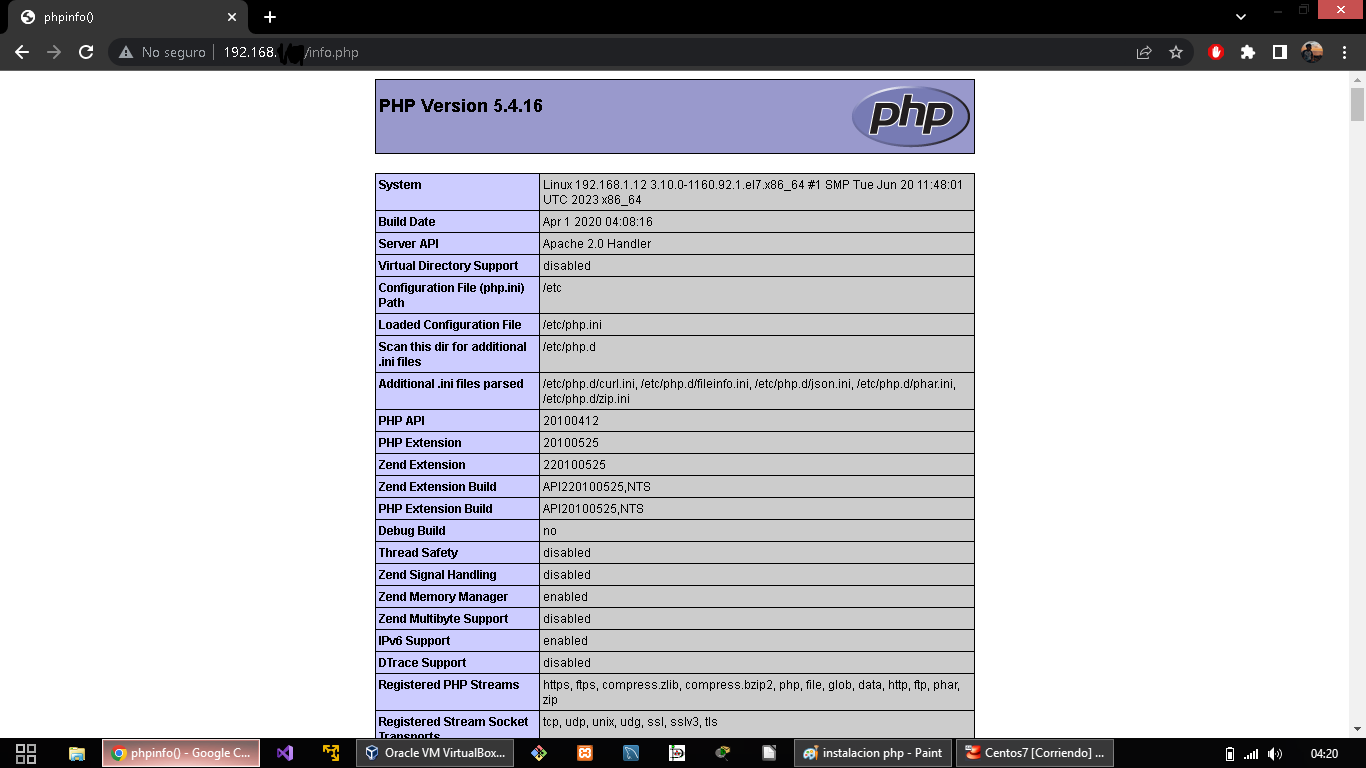 phpinfo()
No seguro 192.168. /info.php
PHP Version 5.4.16
php
System Linux 192.168.1.12 3.10.0-1160.92.1.el7.x86_64 #1 SMP Tue Jun 20 11:48:01
UTC 2023 x86_64
Build Date Apr 1 2020 04:08:16
Server API Apache 2.0 Handler
Virtual Directory Support disabled
Configuration File (php.ini) /etc
Path
Loaded Configuration File /etc/php.ini
Scan this dir for additional /etc/php.d
.ini files
Additional .ini files parsed /etc/php.d/curl.ini, /etc/php.d/fileinfo.ini, /etc/php.d/json.ini, /etc/php.d/phar.ini,
/etc/php.d/zip.ini
PHP API 20100412
PHP Extension 20100525
Zend Extension 220100525
Zend Extension Build API220100525,NTS
PHP Extension Build API20100525,NTS
Debug Build no
Thread Safety disabled
Zend Signal Handling disabled
Zend Memory Manager enabled
Zend Multibyte Support disabled
IPv6 Support enabled
DTrace Support disabled
Registered PHP Streams https, ftps, compress.zlib, compress.bzip2, php, file, glob, data, http, ftp, phar,
zip
Registered Stream Socket tcp, udp, unix, udg, ssl, sslv3, tls
Transports
phpinfo() - Google C... Oracle VM VirtualBox... instalacion php - Paint Centos7 [Corriendo] ... 04:20